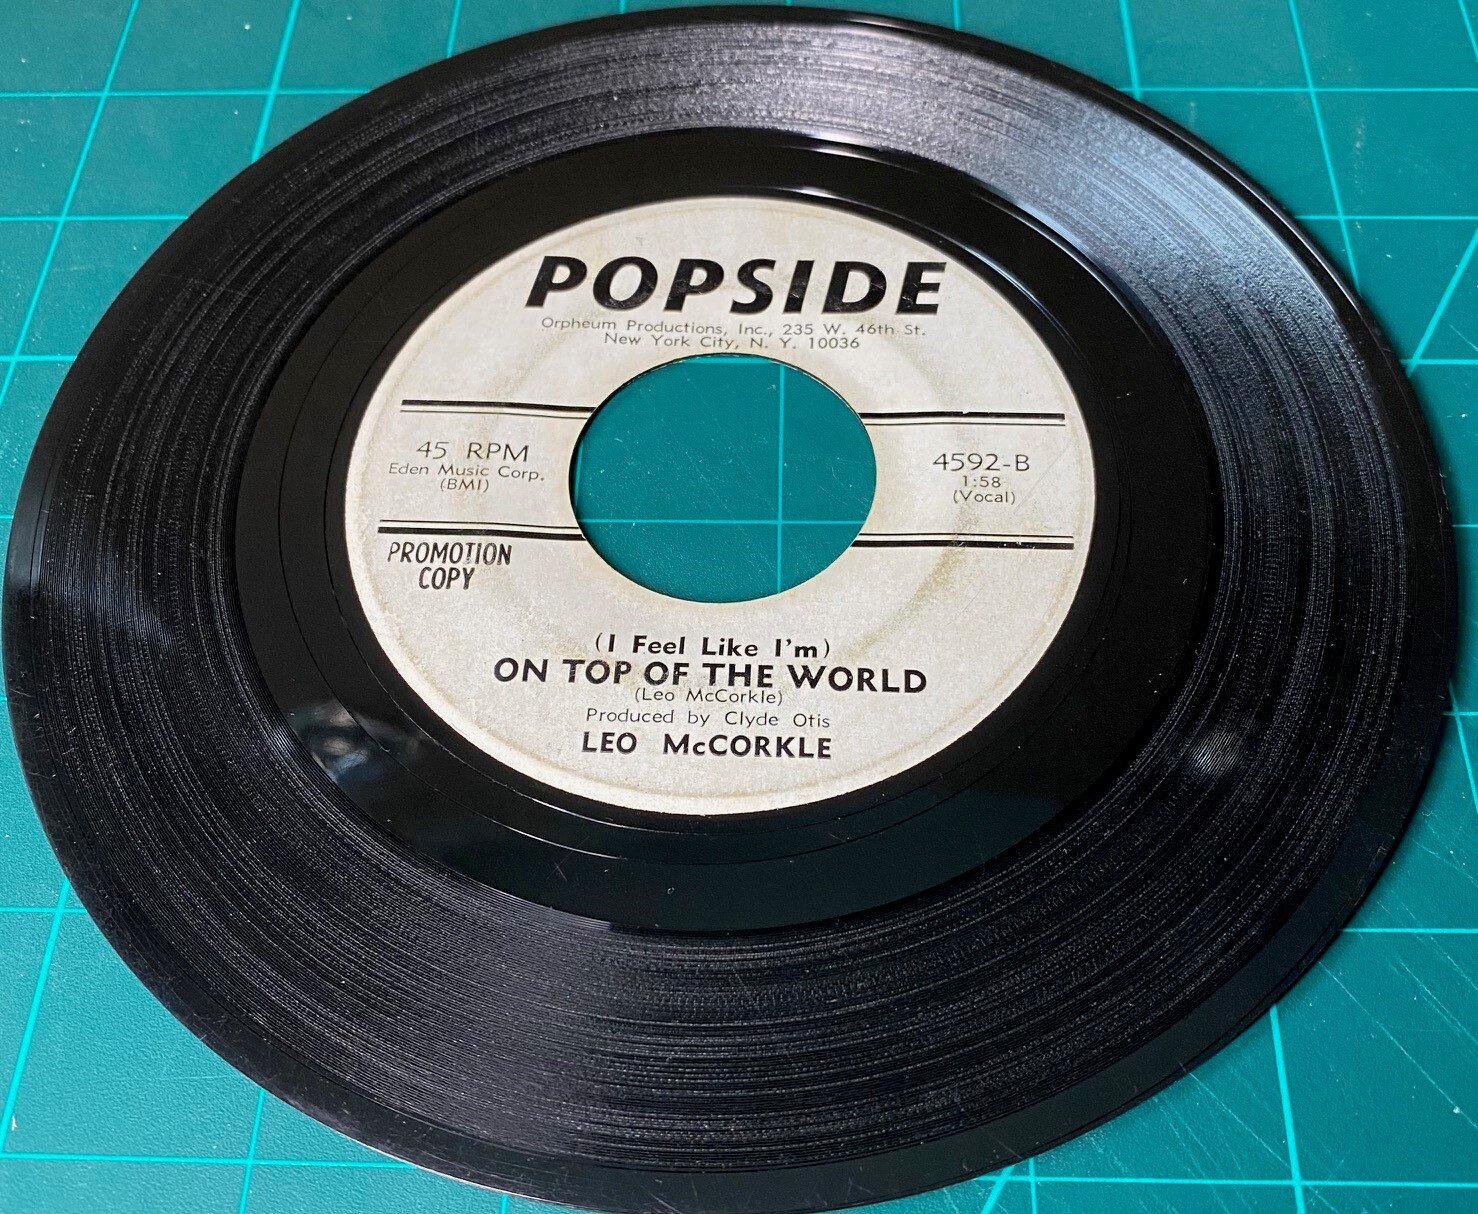 POPSIDE
Orpheum Productions, Inc., 235 W. 46th St.
New York City, N. Y. 10036
45 RPM
Eden Music Corp.
(BMI)
4592-B
1:58
(Vocal)
PROMOTION
COPY
(I Feel Like I'm)
ON TOP OF THE WORLD
(Leo McCorkle)
Produced by Clyde Otis
LEO McCORKLE